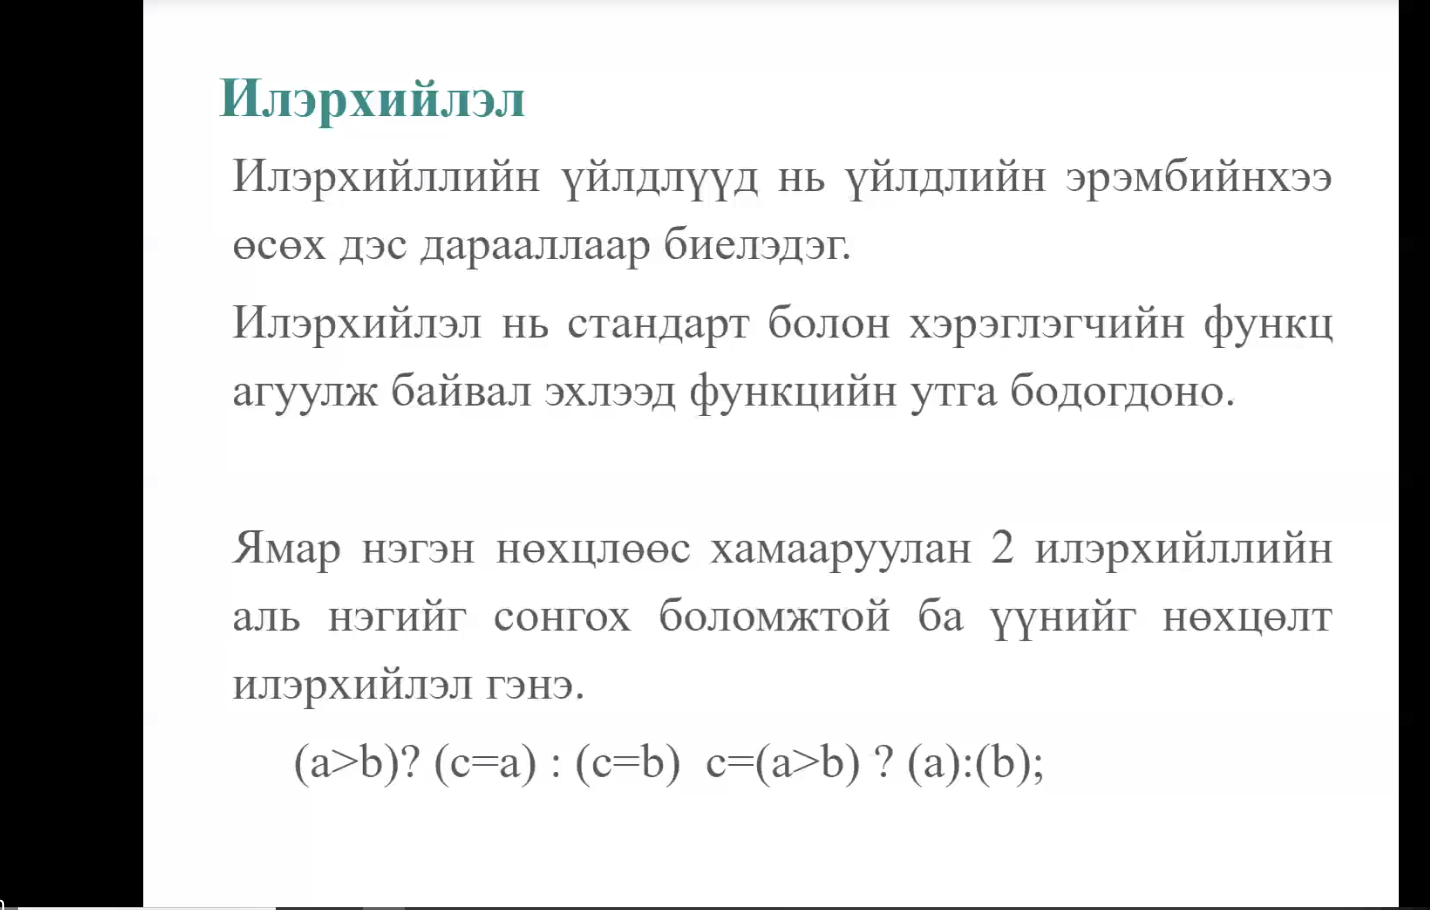 Илэрхийлэл
Илэрхийллийн үйлдлүүд нь үйлдлийн эрэмбийнхээ
өсөх дэс дарааллаар биелэдэг.
Илэрхийлэл нь стандарт болон хэрэглэгчийн функц
агуулж байвал эхлээд функцийн утга бодогдоно.
Ямар нэгэн нөхцлөөс хамааруулан 2 илэрхийллийн
аль нэгийг сонгох боломжтой ба үүнийг нөхцөлт
илэрхийлэл гэнэ.
(a>b)? (c=a) : (c=b)  c=(a>b) ? (a):(b);